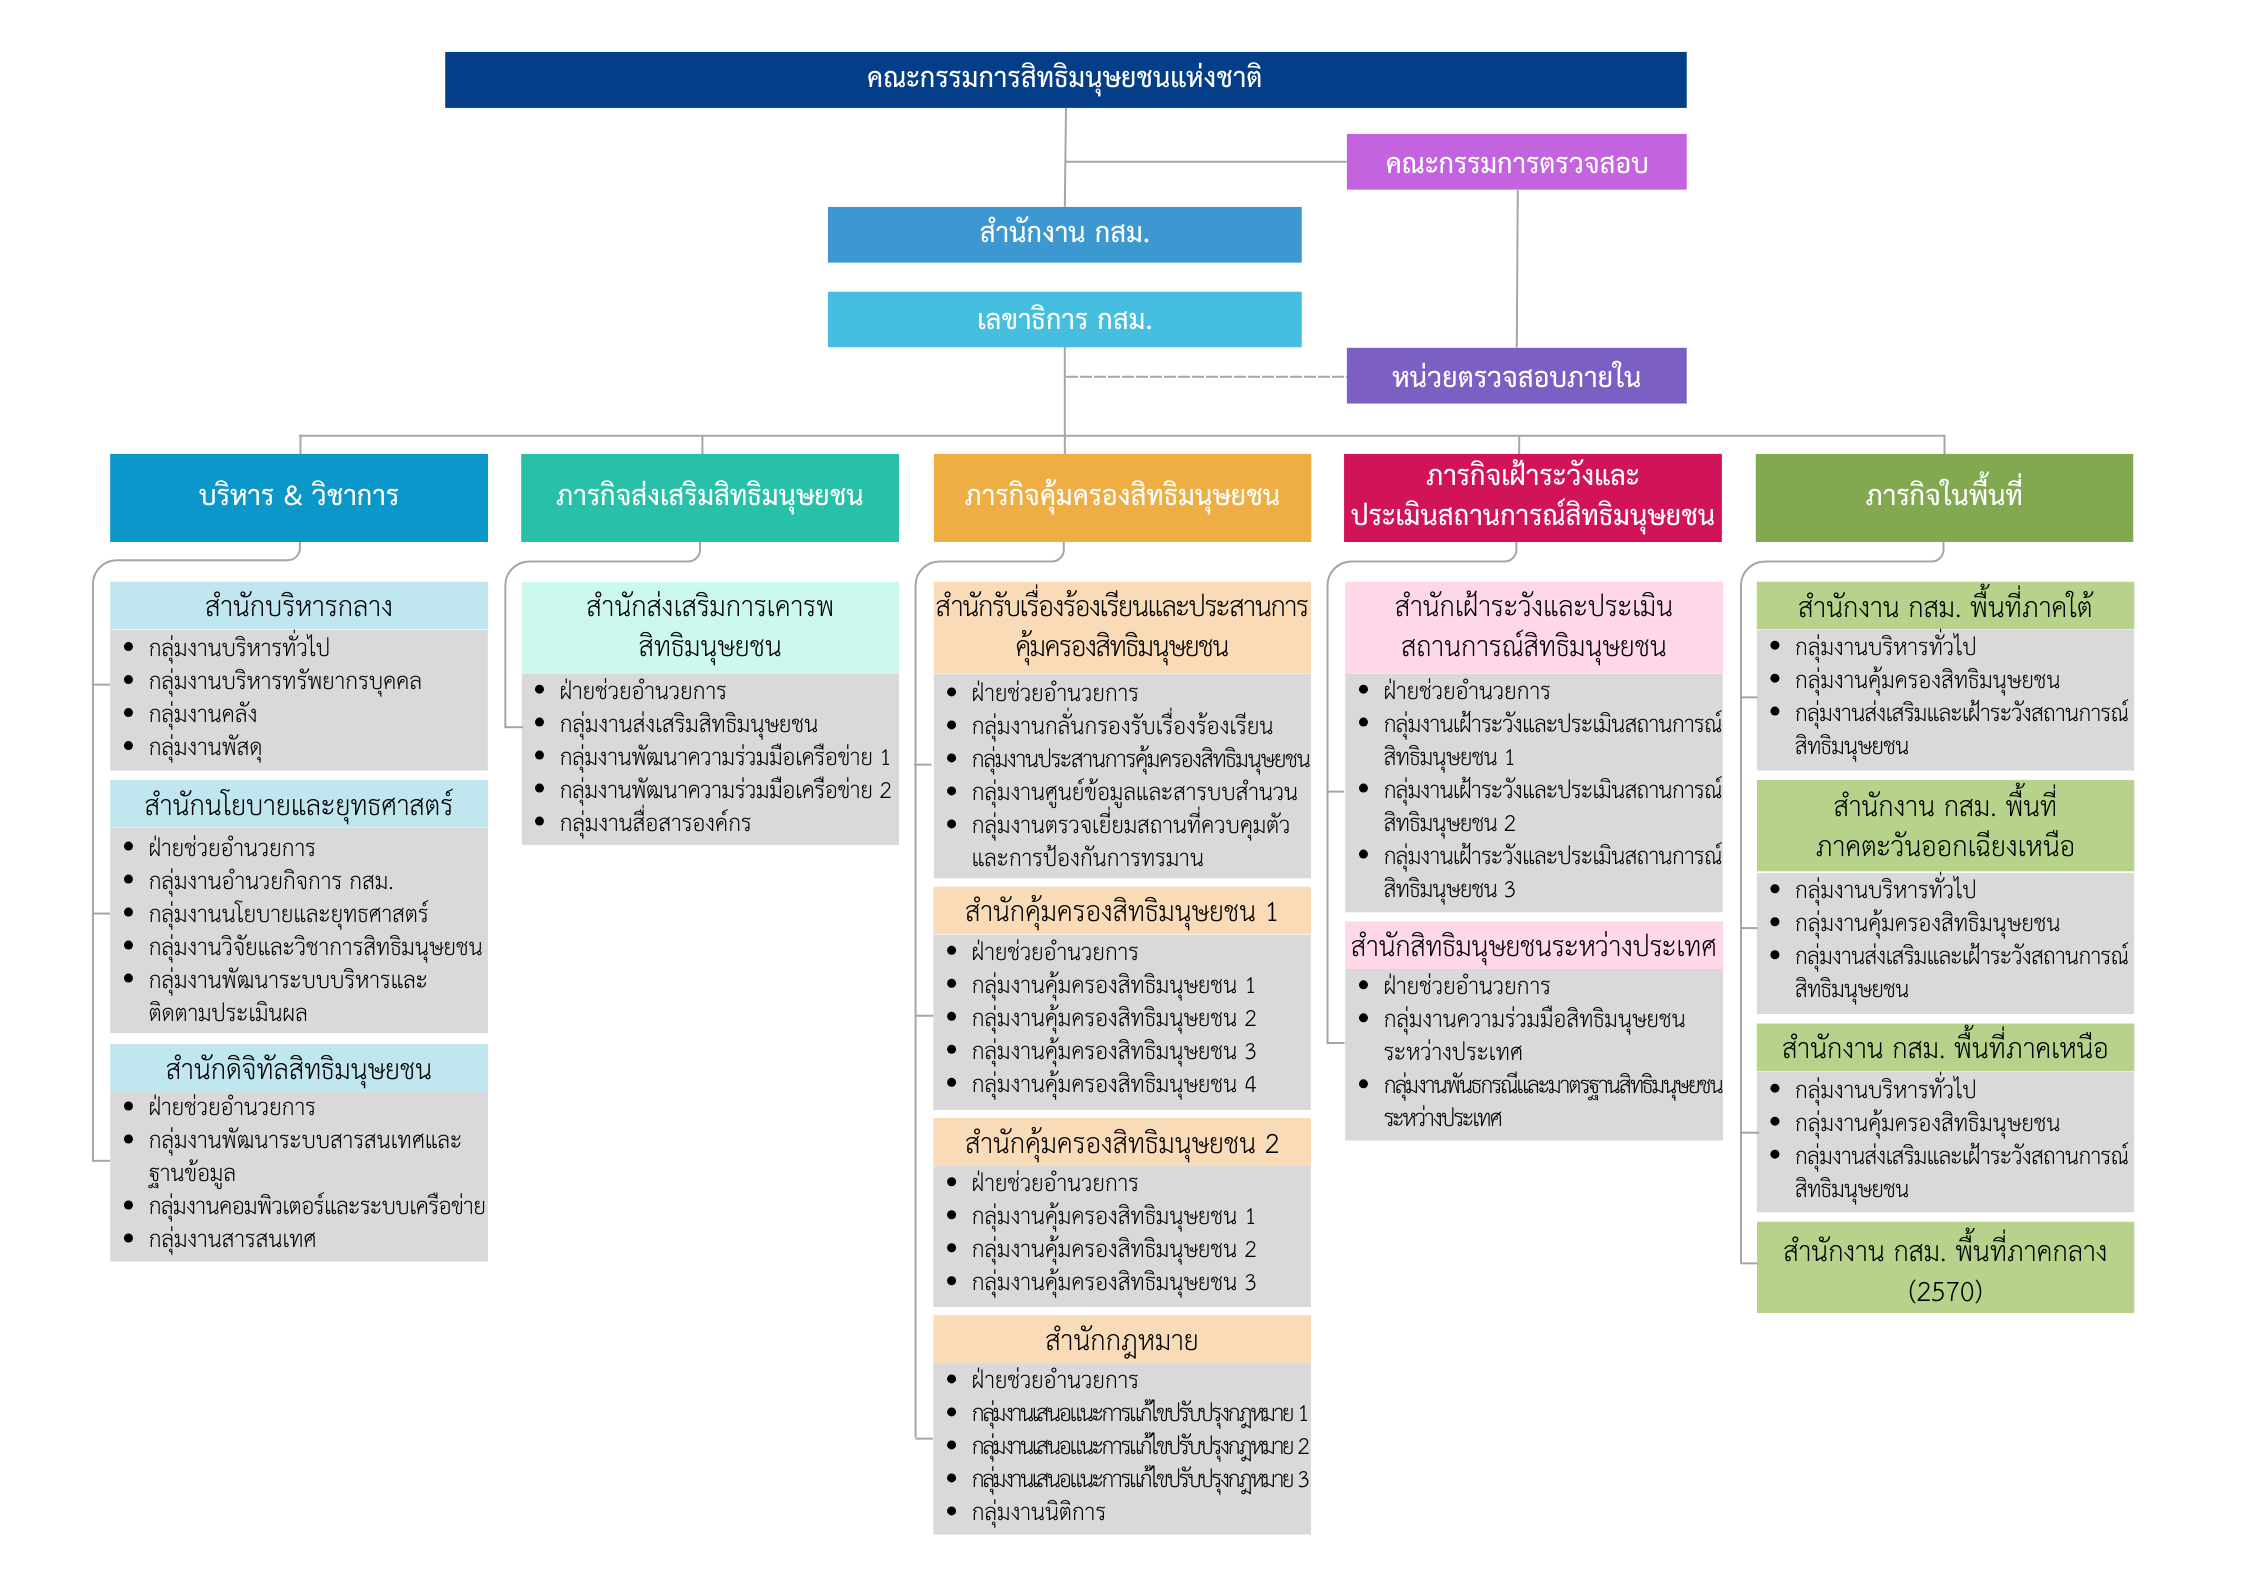 คณะกรรมการสิทธิมนุษยชนแห่งชาติ
คณะกรรมการตรวจสอบ
สำนักงาน กสม.
เลขาธิการ กสม.
หน่วยตรวจสอบภายใน
บริหาร & วิชาการ
สำนักบริหารกลาง
• กลุ่มงานบริหารทั่วไป
• กลุ่มงานบริหารทรัพยากรบุคคล
• กลุ่มงานคลัง
• กลุ่มงานพัสดุ
สำนักนโยบายและยุทธศาสตร์
• ฝ่ายช่วยอำนวยการ
• กลุ่มงานอำนวยกิจการ กสม.
• กลุ่มงานนโยบายและยุทธศาสตร์
• กลุ่มงานวิจัยและวิชาการสิทธิมนุษยชน
• กลุ่มงานพัฒนาระบบบริหารและ
ติดตามประเมินผล
สำนักดิจิทัลสิทธิมนุษยชน
• ฝ่ายช่วยอำนวยการ
• กลุ่มงานพัฒนาระบบสารสนเทศและ
ฐานข้อมูล
• กลุ่มงานคอมพิวเตอร์และระบบเครือข่าย
• กลุ่มงานสารสนเทศ
ภารกิจส่งเสริมสิทธิมนุษยชน
สำนักส่งเสริมการเคารพ
สิทธิมนุษยชน
• ฝ่ายช่วยอำนวยการ
• กลุ่มงานส่งเสริมสิทธิมนุษยชน
• กลุ่มงานพัฒนาความร่วมมือเครือข่าย 1
• กลุ่มงานพัฒนาความร่วมมือเครือข่าย 2
• กลุ่มงานสื่อสารองค์กร
ภารกิจคุ้มครองสิทธิมนุษยชน
สำนักรับเรื่องร้องเรียนและประสานการ
คุ้มครองสิทธิมนุษยชน
• ฝ่ายช่วยอำนวยการ
• กลุ่มงานกลั่นกรองรับเรื่องร้องเรียน
• กลุ่มงานประสานการคุ้มครองสิทธิมนุษยชน
• กลุ่มงานศูนย์ข้อมูลและสารบบสำนวน
• กลุ่มงานตรวจเยี่ยมสถานที่ควบคุมตัว
และการป้องกันการทรมาน
สำนักคุ้มครองสิทธิมนุษยชน 1
• ฝ่ายช่วยอำนวยการ
• กลุ่มงานคุ้มครองสิทธิมนุษยชน 1
• กลุ่มงานคุ้มครองสิทธิมนุษยชน 2
• กลุ่มงานคุ้มครองสิทธิมนุษยชน 3
• กลุ่มงานคุ้มครองสิทธิมนุษยชน 4
สำนักคุ้มครองสิทธิมนุษยชน 2
• ฝ่ายช่วยอำนวยการ
• กลุ่มงานคุ้มครองสิทธิมนุษยชน 1
• กลุ่มงานคุ้มครองสิทธิมนุษยชน 2
• กลุ่มงานคุ้มครองสิทธิมนุษยชน 3
สำนักกฎหมาย
• ฝ่ายช่วยอำนวยการ
• กลุ่มงานเสนอแนะการแก้ไขปรับปรุงกฎหมาย 1
• กลุ่มงานเสนอแนะการแก้ไขปรับปรุงกฎหมาย 2
• กลุ่มงานเสนอแนะการแก้ไขปรับปรุงกฎหมาย 3
• กลุ่มงานนิติการ
ภารกิจเฝ้าระวังและ
ประเมินสถานการณ์สิทธิมนุษยชน
สำนักเฝ้าระวังและประเมิน
สถานการณ์สิทธิมนุษยชน
• ฝ่ายช่วยอำนวยการ
• กลุ่มงานเฝ้าระวังและประเมินสถานการณ์
สิทธิมนุษยชน 1
• กลุ่มงานเฝ้าระวังและประเมินสถานการณ์
สิทธิมนุษยชน 2
• กลุ่มงานเฝ้าระวังและประเมินสถานการณ์
สิทธิมนุษยชน 3
สำนักสิทธิมนุษยชนระหว่างประเทศ
• ฝ่ายช่วยอำนวยการ
• กลุ่มงานความร่วมมือสิทธิมนุษยชน
ระหว่างประเทศ
• กลุ่มงานพันธกรณีและมาตรฐานสิทธิมนุษยชน
ระหว่างประเทศ
ภารกิจในพื้นที่
สำนักงาน กสม. พื้นที่ภาคใต้
• กลุ่มงานบริหารทั่วไป
• กลุ่มงานคุ้มครองสิทธิมนุษยชน
• กลุ่มงานส่งเสริมและเฝ้าระวังสถานการณ์
สิทธิมนุษยชน
สำนักงาน กสม. พื้นที่
ภาคตะวันออกเฉียงเหนือ
• กลุ่มงานบริหารทั่วไป
• กลุ่มงานคุ้มครองสิทธิมนุษยชน
• กลุ่มงานส่งเสริมและเฝ้าระวังสถานการณ์
สิทธิมนุษยชน
สำนักงาน กสม. พื้นที่ภาคเหนือ
• กลุ่มงานบริหารทั่วไป
• กลุ่มงานคุ้มครองสิทธิมนุษยชน
• กลุ่มงานส่งเสริมและเฝ้าระวังสถานการณ์
สิทธิมนุษยชน
สำนักงาน กสม. พื้นที่ภาคกลาง
(2570)